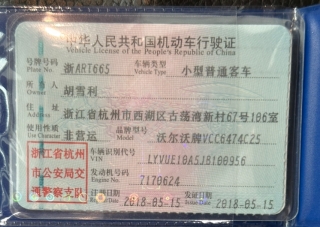 中华人民共和国机动车行驶证
Vehicle License of the People's Republic of China
号牌号码 浙ART665 车辆类型 小型普通客车
Plate No. Vehicle Type
所有人 胡雪利
Owner
住址 浙江省杭州市西湖区古荡湾新村67号106室
Address
使用性质 非营运 品牌型号 沃尔沃牌VCC6474C25
Use Character Model
浙江省杭州市公安局交通警察支队
车辆识别代号
VIN LYVUE10A5JB100956
发动机号码
Engine No. 7170624
注册日期 2018-05-15 发证日期 2018-05-15
Register Date Issue Date